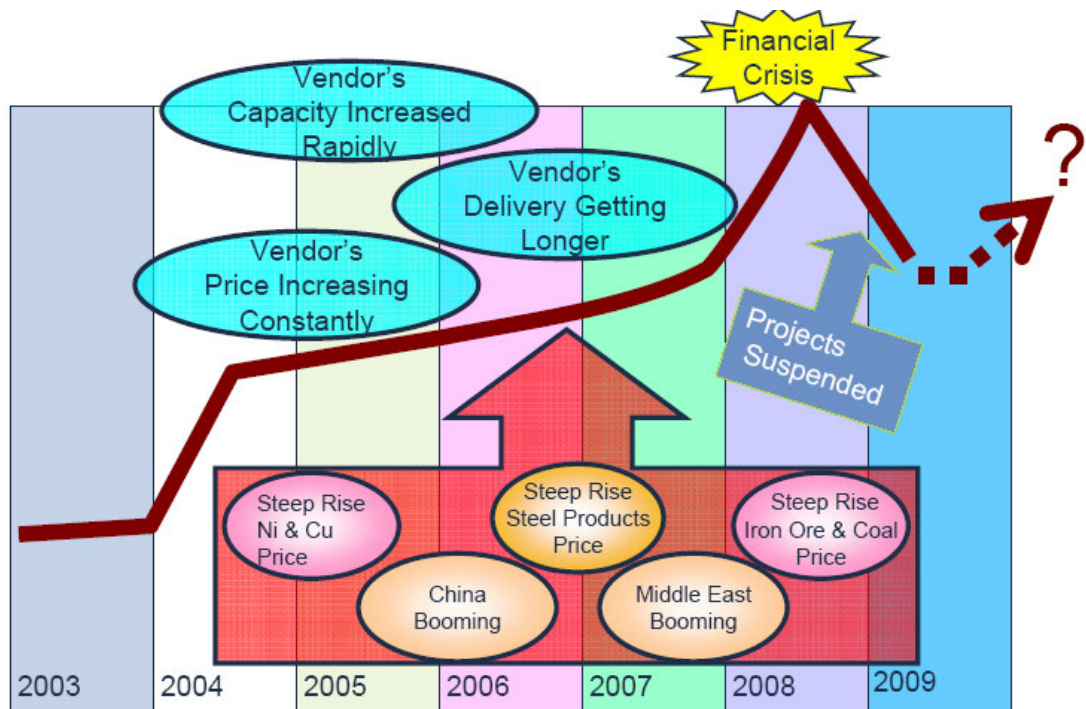 Financial
Crisis
Vendor's
Capacity Increased
Rapidly
Vendor's
Delivery Getting
Longer
Vendor's
Price Increasing
Constantly
?
Projects
Suspended
Steep Rise
Ni & Cu
Price
Steep Rise
Steel Products
Price
Steep Rise
Iron Ore & Coal
Price
China
Booming
Middle East
Booming
2003
2004
2005
2006
2007
2008
2009